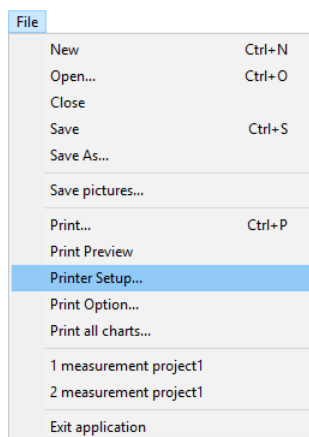 File
New Ctrl+N
Open... Ctrl+O
Close
Save Ctrl+S
Save As...
Save pictures...
Print... Ctrl+P
Print Preview
Printer Setup...
Print Option...
Print all charts...
1 measurement project1
2 measurement project1
Exit application